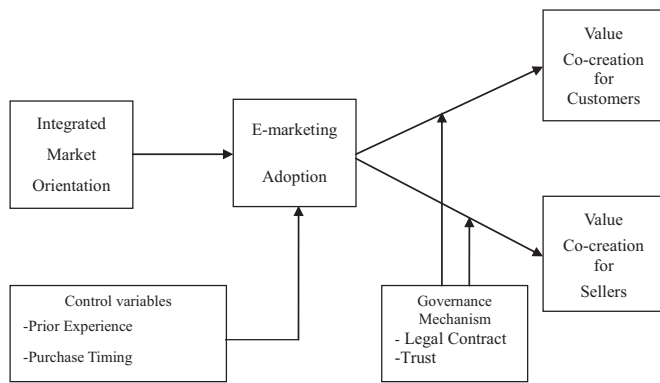 Value
Co-creation
for
Customers
Integrated
Market
Orientation
E-marketing
Adoption
Value
Co-creation
for
Sellers
Control variables
-Prior Experience
-Purchase Timing
Governance
Mechanism
- Legal Contract
-Trust